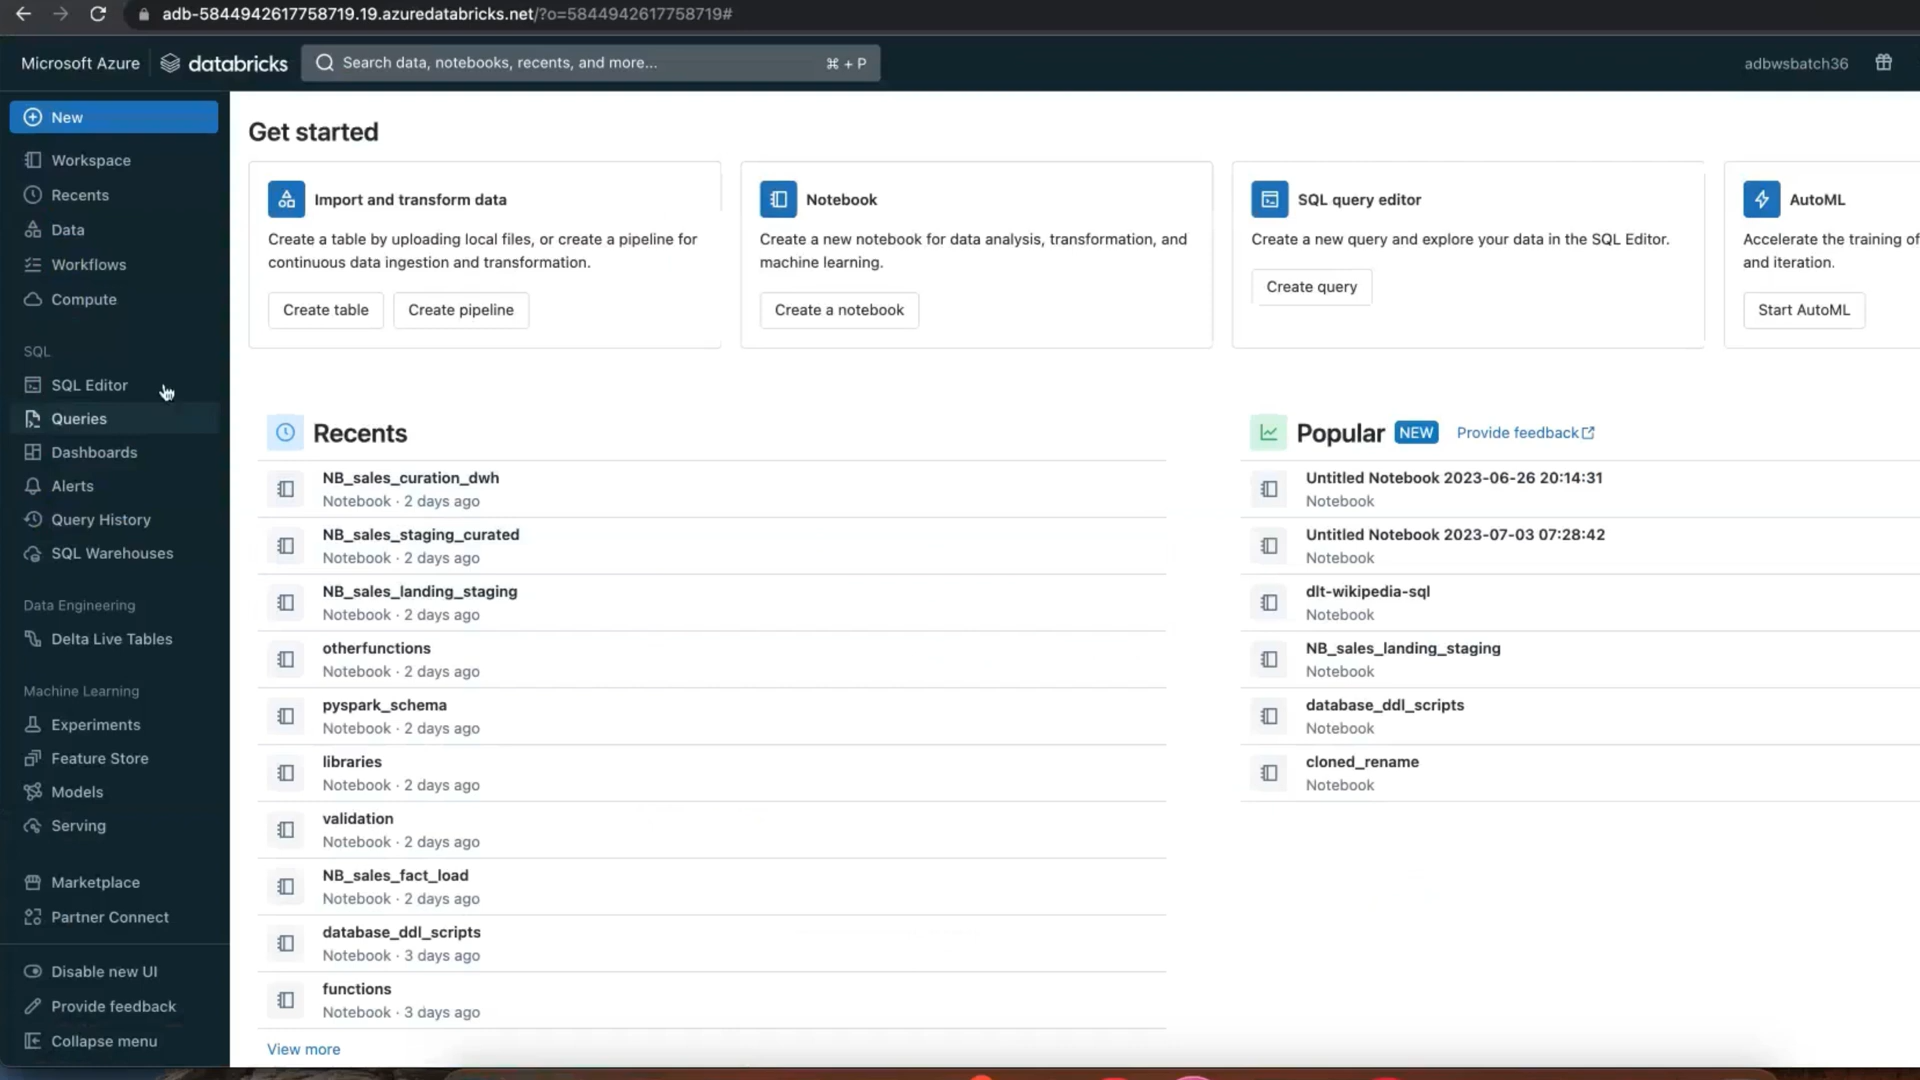 adb-5844942617758719.19.azuredatabricks.net/?o=5844942617758719#
Microsoft Azure
databricks
Search data, notebooks, recents, and more...
⌘ + P
adbwsbatch36
New
Workspace
Recents
Data
Workflows
Compute
SQL
SQL Editor
Queries
Dashboards
Alerts
Query History
SQL Warehouses
Data Engineering
Delta Live Tables
Machine Learning
Experiments
Feature Store
Models
Serving
Marketplace
Partner Connect
Disable new UI
Provide feedback
Collapse menu
Get started
Import and transform data
Create a table by uploading local files, or create a pipeline for
continuous data ingestion and transformation.
Create table
Create pipeline
Notebook
Create a new notebook for data analysis, transformation, and
machine learning.
Create a notebook
SQL query editor
Create a new query and explore your data in the SQL Editor.
Create query
AutoML
Accelerate the training of
and iteration.
Start AutoML
Recents
NB_sales_curation_dwh
Notebook · 2 days ago
NB_sales_staging_curated
Notebook · 2 days ago
NB_sales_landing_staging
Notebook · 2 days ago
otherfunctions
Notebook · 2 days ago
pyspark_schema
Notebook · 2 days ago
libraries
Notebook · 2 days ago
validation
Notebook · 2 days ago
NB_sales_fact_load
Notebook · 2 days ago
database_ddl_scripts
Notebook · 3 days ago
functions
Notebook · 3 days ago
View more
Popular
NEW
Provide feedback
Untitled Notebook 2023-06-26 20:14:31
Notebook
Untitled Notebook 2023-07-03 07:28:42
Notebook
dlt-wikipedia-sql
Notebook
NB_sales_landing_staging
Notebook
database_ddl_scripts
Notebook
cloned_rename
Notebook